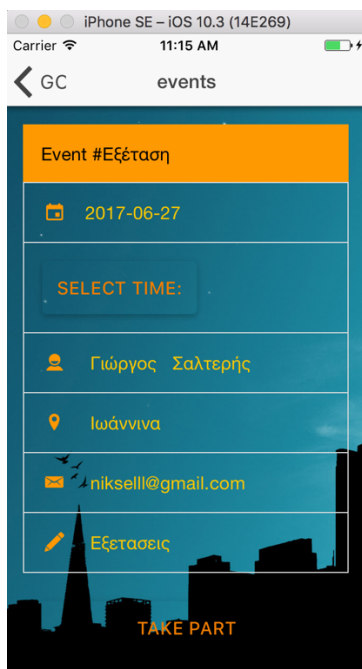 iPhone SE – iOS 10.3 (14E269)
Carrier 11:15 AM
GC events
Event #Εξέταση
2017-06-27
SELECT TIME:
Γιώργος Σαλτερής
Ιωάννινα
nikselll@gmail.com
Εξετασεις
TAKE PART